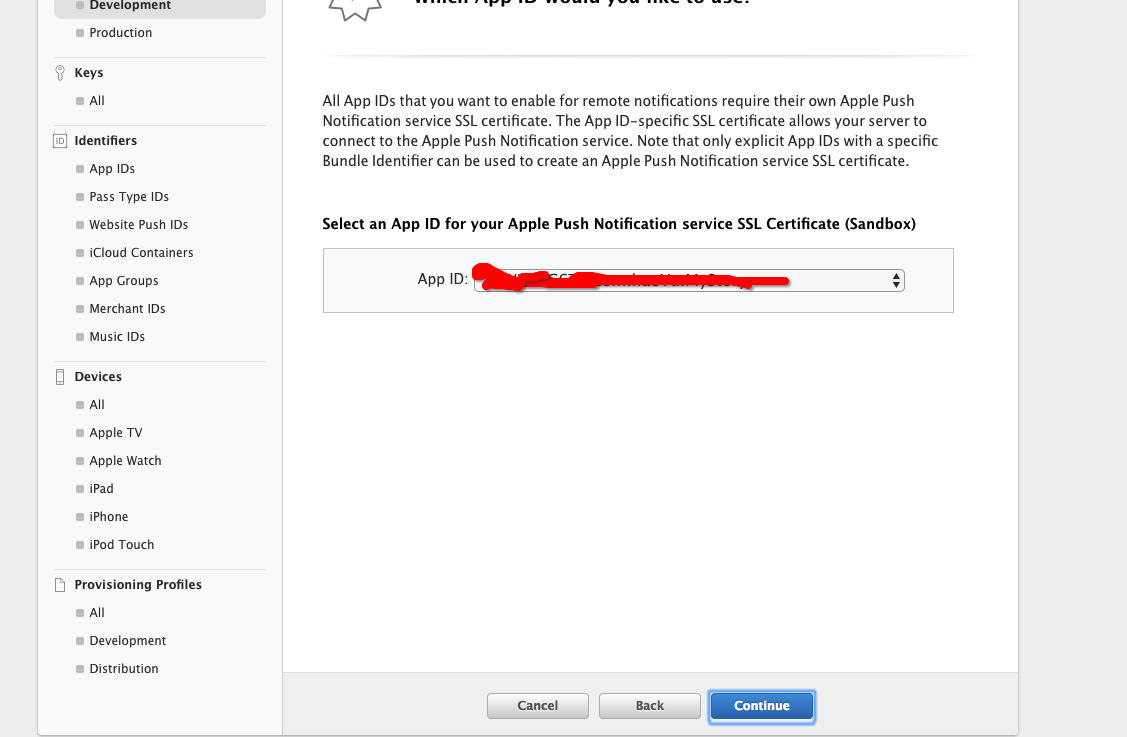 Development
Which App ID would you like to use?
Production
Keys
All
All App IDs that you want to enable for remote notifications require their own Apple Push
Notification service SSL certificate. The App ID-specific SSL certificate allows your server to
connect to the Apple Push Notification service. Note that only explicit App IDs with a specific
Bundle Identifier can be used to create an Apple Push Notification service SSL certificate.
Identifiers
App IDs
Pass Type IDs
Website Push IDs
iCloud Containers
App Groups
Merchant IDs
Music IDs
Select an App ID for your Apple Push Notification service SSL Certificate (Sandbox)
App ID:
Devices
All
Apple TV
Apple Watch
iPad
iPhone
iPod Touch
Provisioning Profiles
All
Development
Distribution
Cancel
Back
Continue